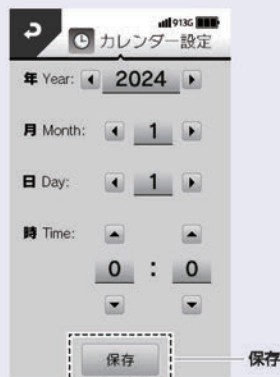 913G
カレンダー設定
年 Year: 2024
月 Month: 1
日 Day: 1
時 Time:
0 : 0
保存
保存